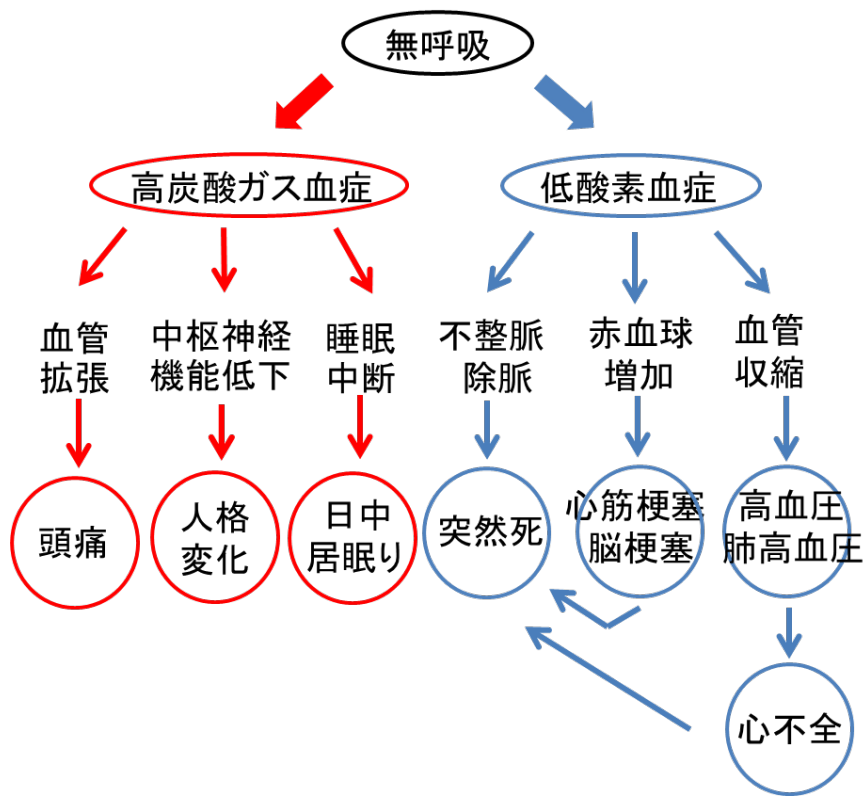 無呼吸
高炭酸ガス血症
低酸素血症
血管
拡張
中枢神経
機能低下
睡眠
中断
不整脈
除脈
赤血球
増加
血管
収縮
頭痛
人格
変化
日中
居眠り
突然死
心筋梗塞
脳梗塞
高血圧
肺高血圧
心不全